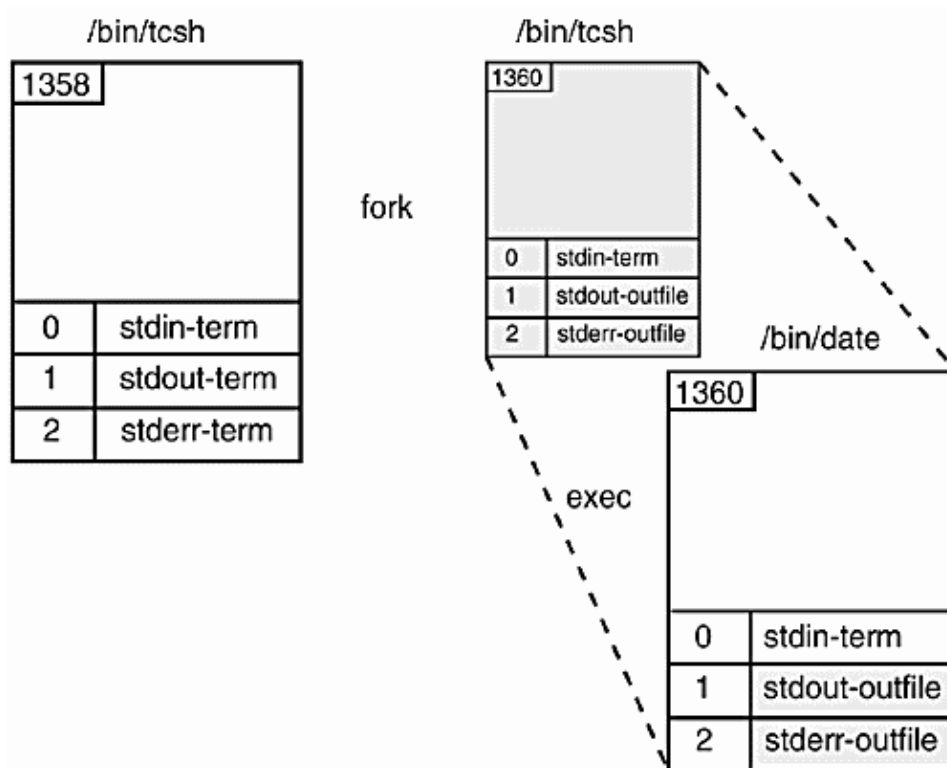 /bin/tcsh
1358
0 stdin-term
1 stdout-term
2 stderr-term
fork
/bin/tcsh
1360
0 stdin-term
1 stdout-outfile
2 stderr-outfile
exec
/bin/date
1360
0 stdin-term
1 stdout-outfile
2 stderr-outfile